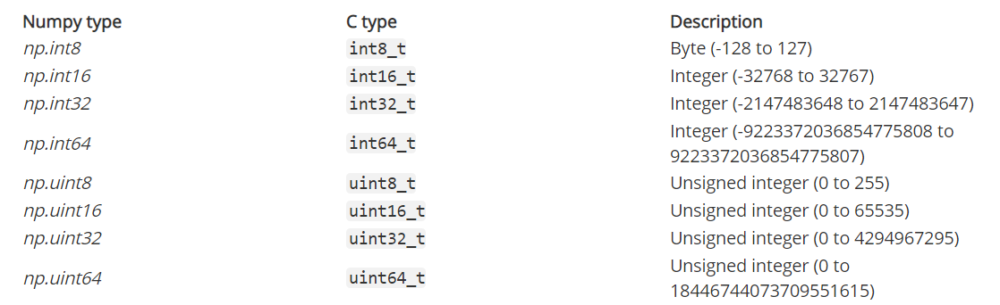 Numpy type C type Description
np.int8 int8_t Byte (-128 to 127)
np.int16 int16_t Integer (-32768 to 32767)
np.int32 int32_t Integer (-2147483648 to 2147483647)
np.int64 int64_t Integer (-9223372036854775808 to
9223372036854775807)
np.uint8 uint8_t Unsigned integer (0 to 255)
np.uint16 uint16_t Unsigned integer (0 to 65535)
np.uint32 uint32_t Unsigned integer (0 to 4294967295)
np.uint64 uint64_t Unsigned integer (0 to
18446744073709551615)